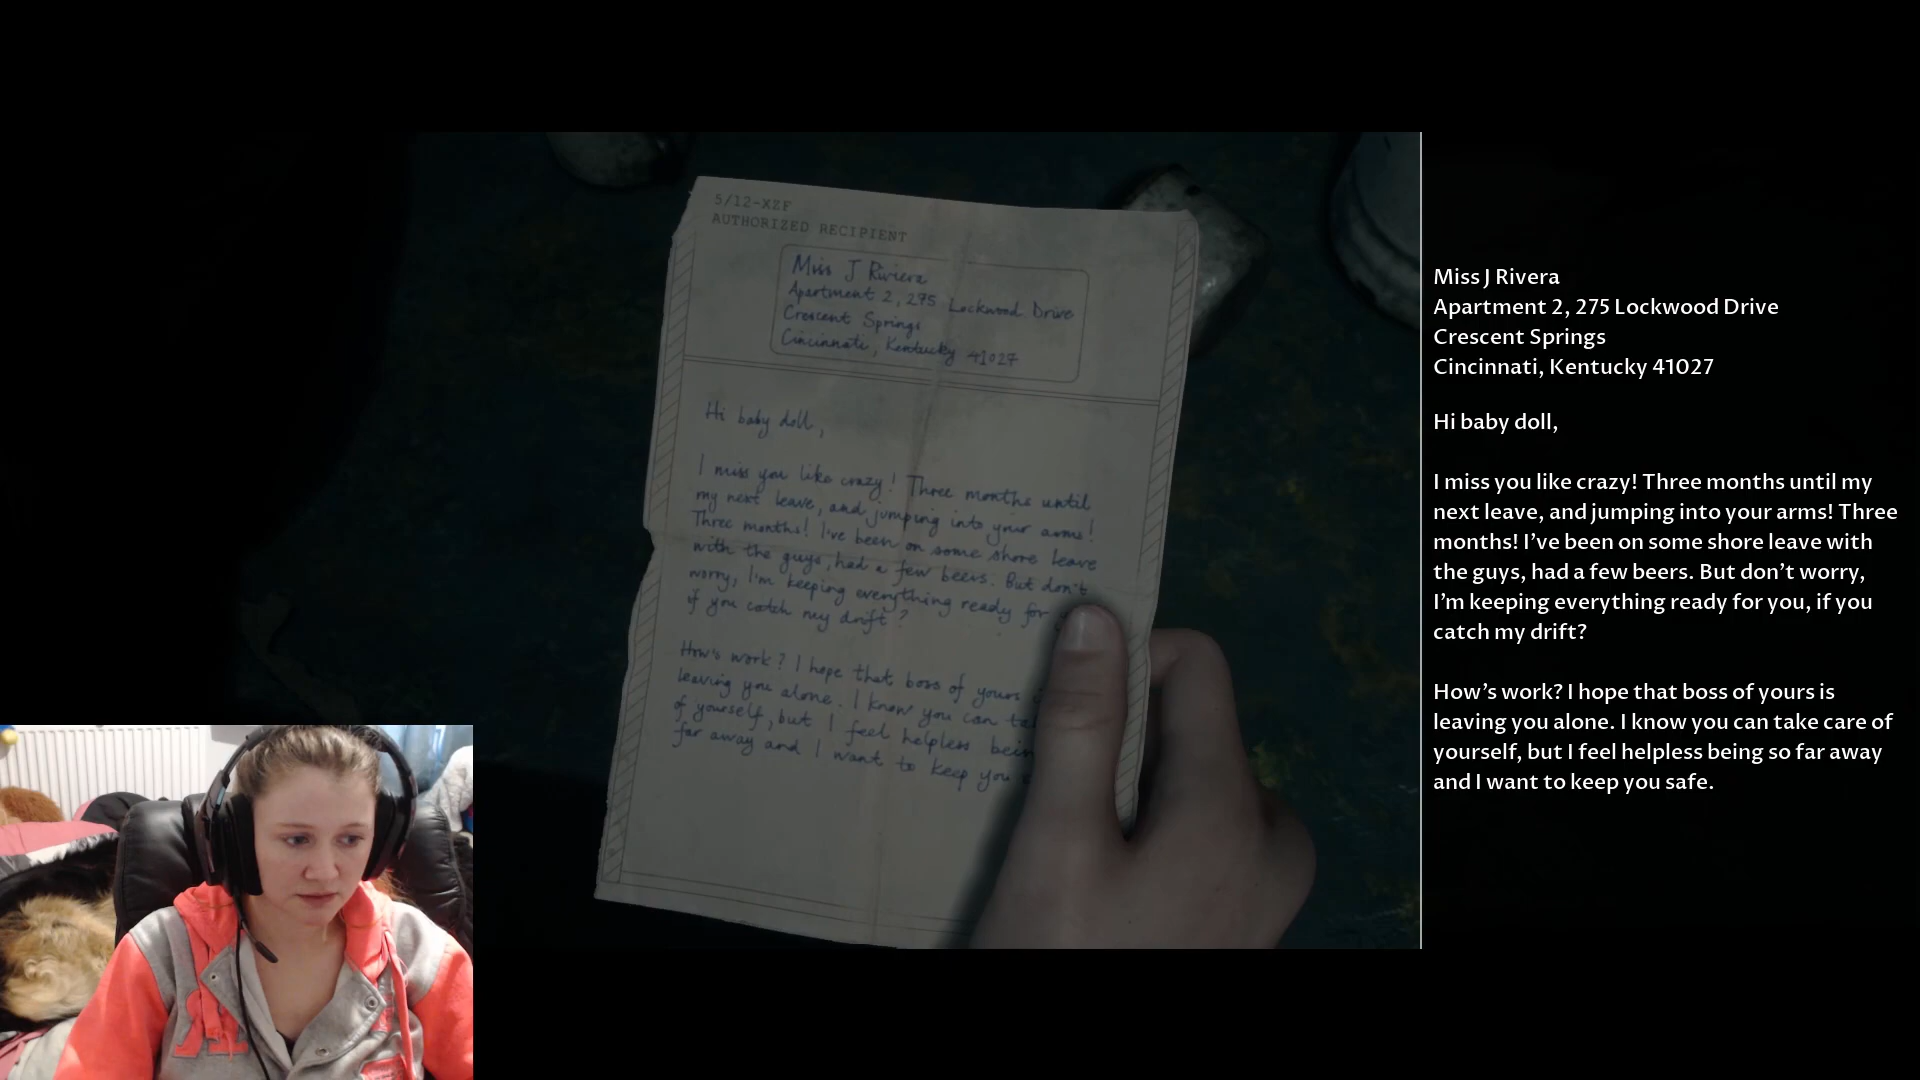 5/12-XZF
AUTHORIZED RECIPIENT
Miss J Riviera
Apartment 2, 275 Lockwood Drive
Crescent Springs
Cincinnati, Kentucky 41027
Hi baby doll,
I miss you like crazy! Three months until
my next leave, and jumping into your arms!
Three months! I've been on some shore leave
with the guys, had a few beers. But don't
worry, I'm keeping everything ready for
if you catch my drift?
How's work? I hope that boss of yours
leaving you alone. I know you can
of yourself, but I feel helpless
far away and I want to keep you
Miss J Rivera
Apartment 2, 275 Lockwood Drive
Crescent Springs
Cincinnati, Kentucky 41027
Hi baby doll,
I miss you like crazy! Three months until my
next leave, and jumping into your arms! Three
months! I've been on some shore leave with
the guys, had a few beers. But don't worry,
I'm keeping everything ready for you, if you
catch my drift?
How's work? I hope that boss of yours is
leaving you alone. I know you can take care of
yourself, but I feel helpless being so far away
and I want to keep you safe.